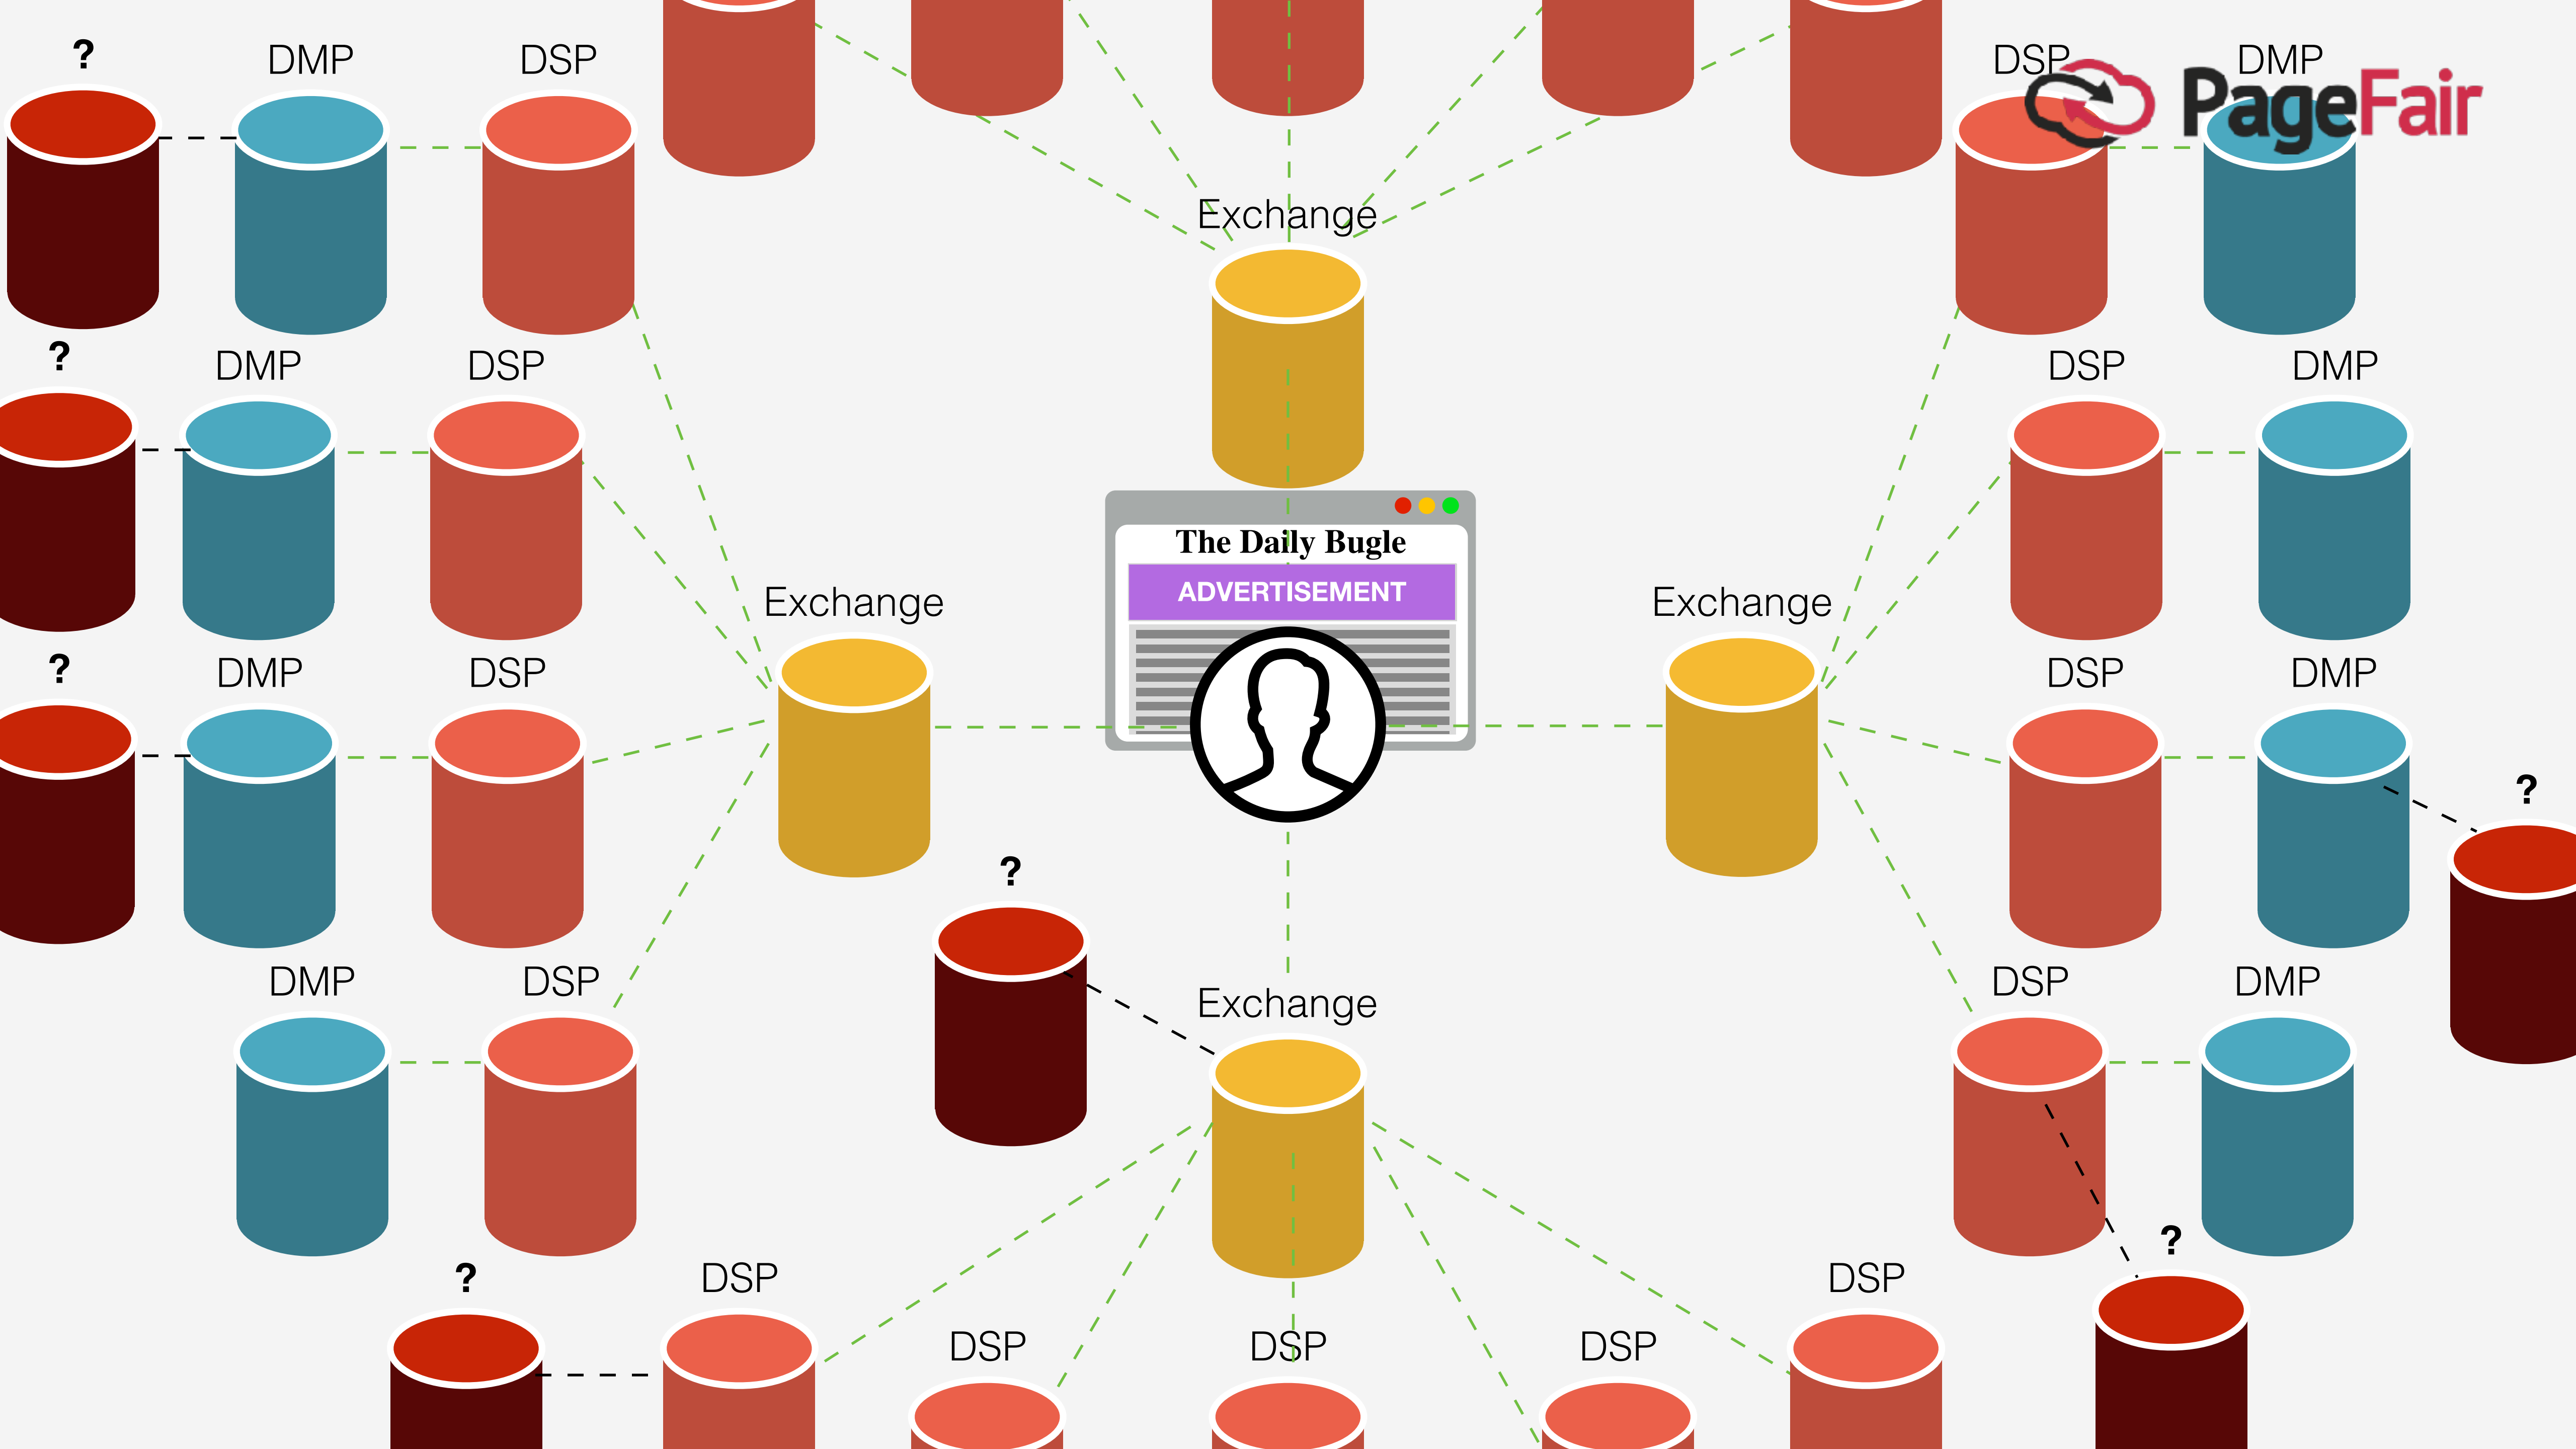 ?
DMP
DSP
DSP
DMP
PageFair
Exchange
?
DMP
DSP
DSP
DMP
The Daily Bugle
ADVERTISEMENT
Exchange
Exchange
?
DMP
DSP
DSP
DMP
?
?
DMP
DSP
Exchange
DSP
DMP
?
?
DSP
DSP
DSP
DSP
DSP